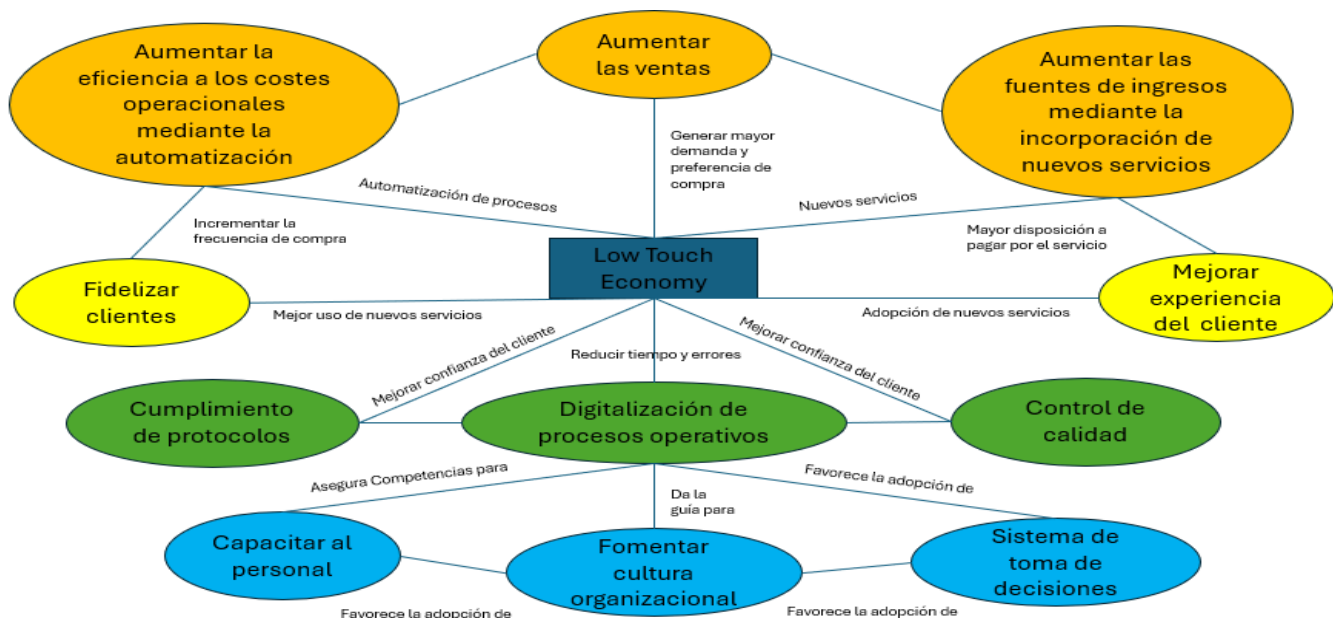 Aumentar la
eficiencia a los costes
operacionales
mediante la
automatización
Aumentar
las ventas
Aumentar las
fuentes de ingresos
mediante la
incorporación de
nuevos servicios
Generar mayor
demanda y
preferencia de
compra
Automatización de procesos
Nuevos servicios
Incrementar la
frecuencia de compra
Mayor disposición a
pagar por el servicio
Low Touch
Economy
Fidelizar
clientes
Mejorar
experiencia
del cliente
Mejor uso de nuevos servicios
Adopción de nuevos servicios
Mejorar confianza del cliente
Reducir tiempo y errores
Mejorar confianza del cliente
Cumplimiento
de protocolos
Digitalización de
procesos operativos
Control de
calidad
Asegura Competencias para
Da la
guía para
Favorece la adopción de
Capacitar al
personal
Fomentar
cultura
organizacional
Sistema de
toma de
decisiones
Favorece la adopción de
Favorece la adopción de